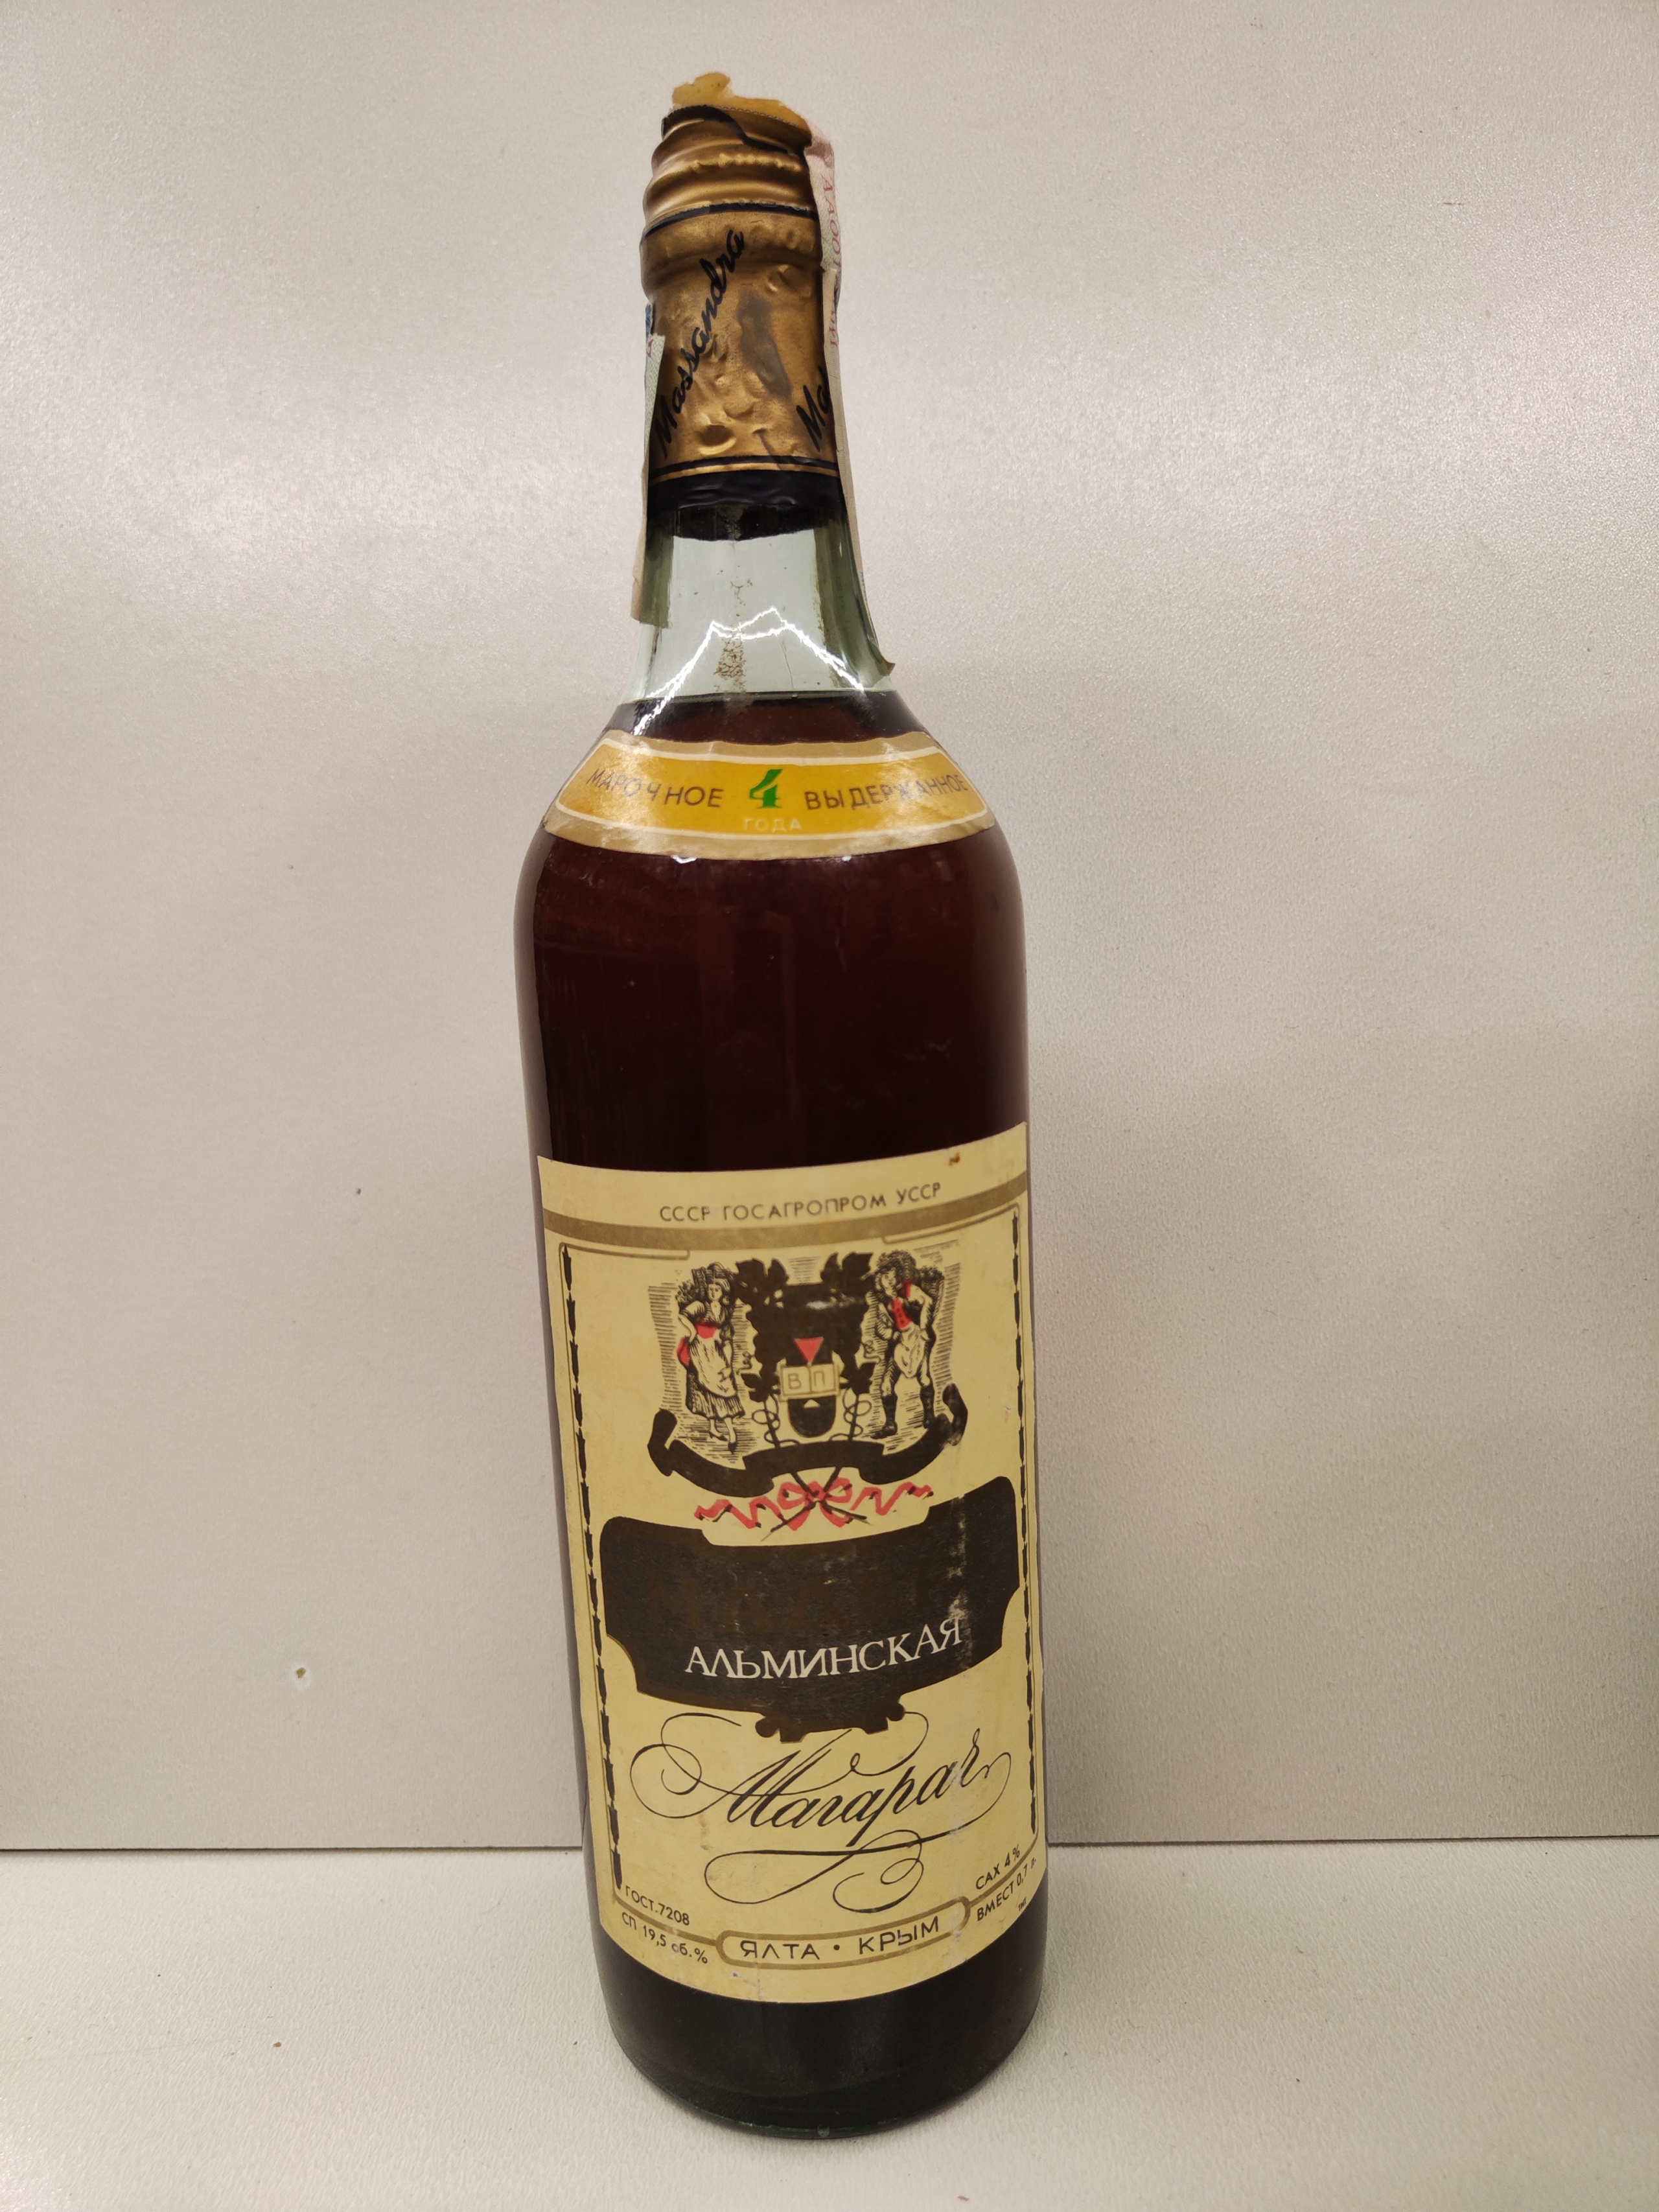 Massandra
МАРОЧНОЕ 4 ВЫДЕРЖАННОЕ
ГОДА
СССР ГОСАГРОПРОМ УССР
ВП
АЛЬМИНСКАЯ
Магарач
ГОСТ.7208
САХ 4%
СП 19,5 об.%
ВМЕСТ 0,7 л.
ЯЛТА • КРЫМ